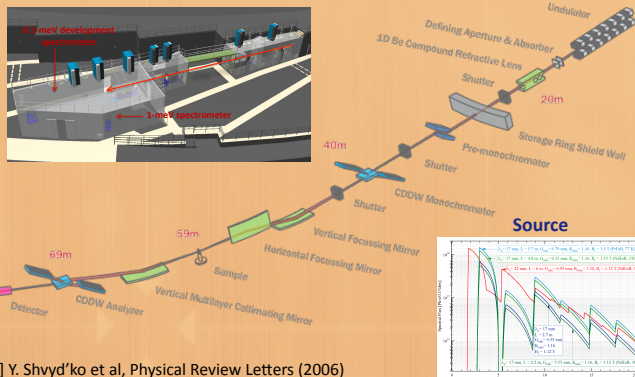 Undulator
Defining Aperture & Absorber
1D Be Compound Refractive Lens
Shutter
20m
Storage Ring Shield Wall
Pre-monochromator
Shutter
40m
CDDW Monochromator
Shutter
Vertical Focussing Mirror
Horizontal Focussing Mirror
59m
Sample
Vertical Multilayer Collimating Mirror
69m
CDDW Analyzer
Detector
-meV development
spectrometer
1-meV spectrometer
Source
] Y. Shvyd'ko et al, Physical Review Letters (2006)